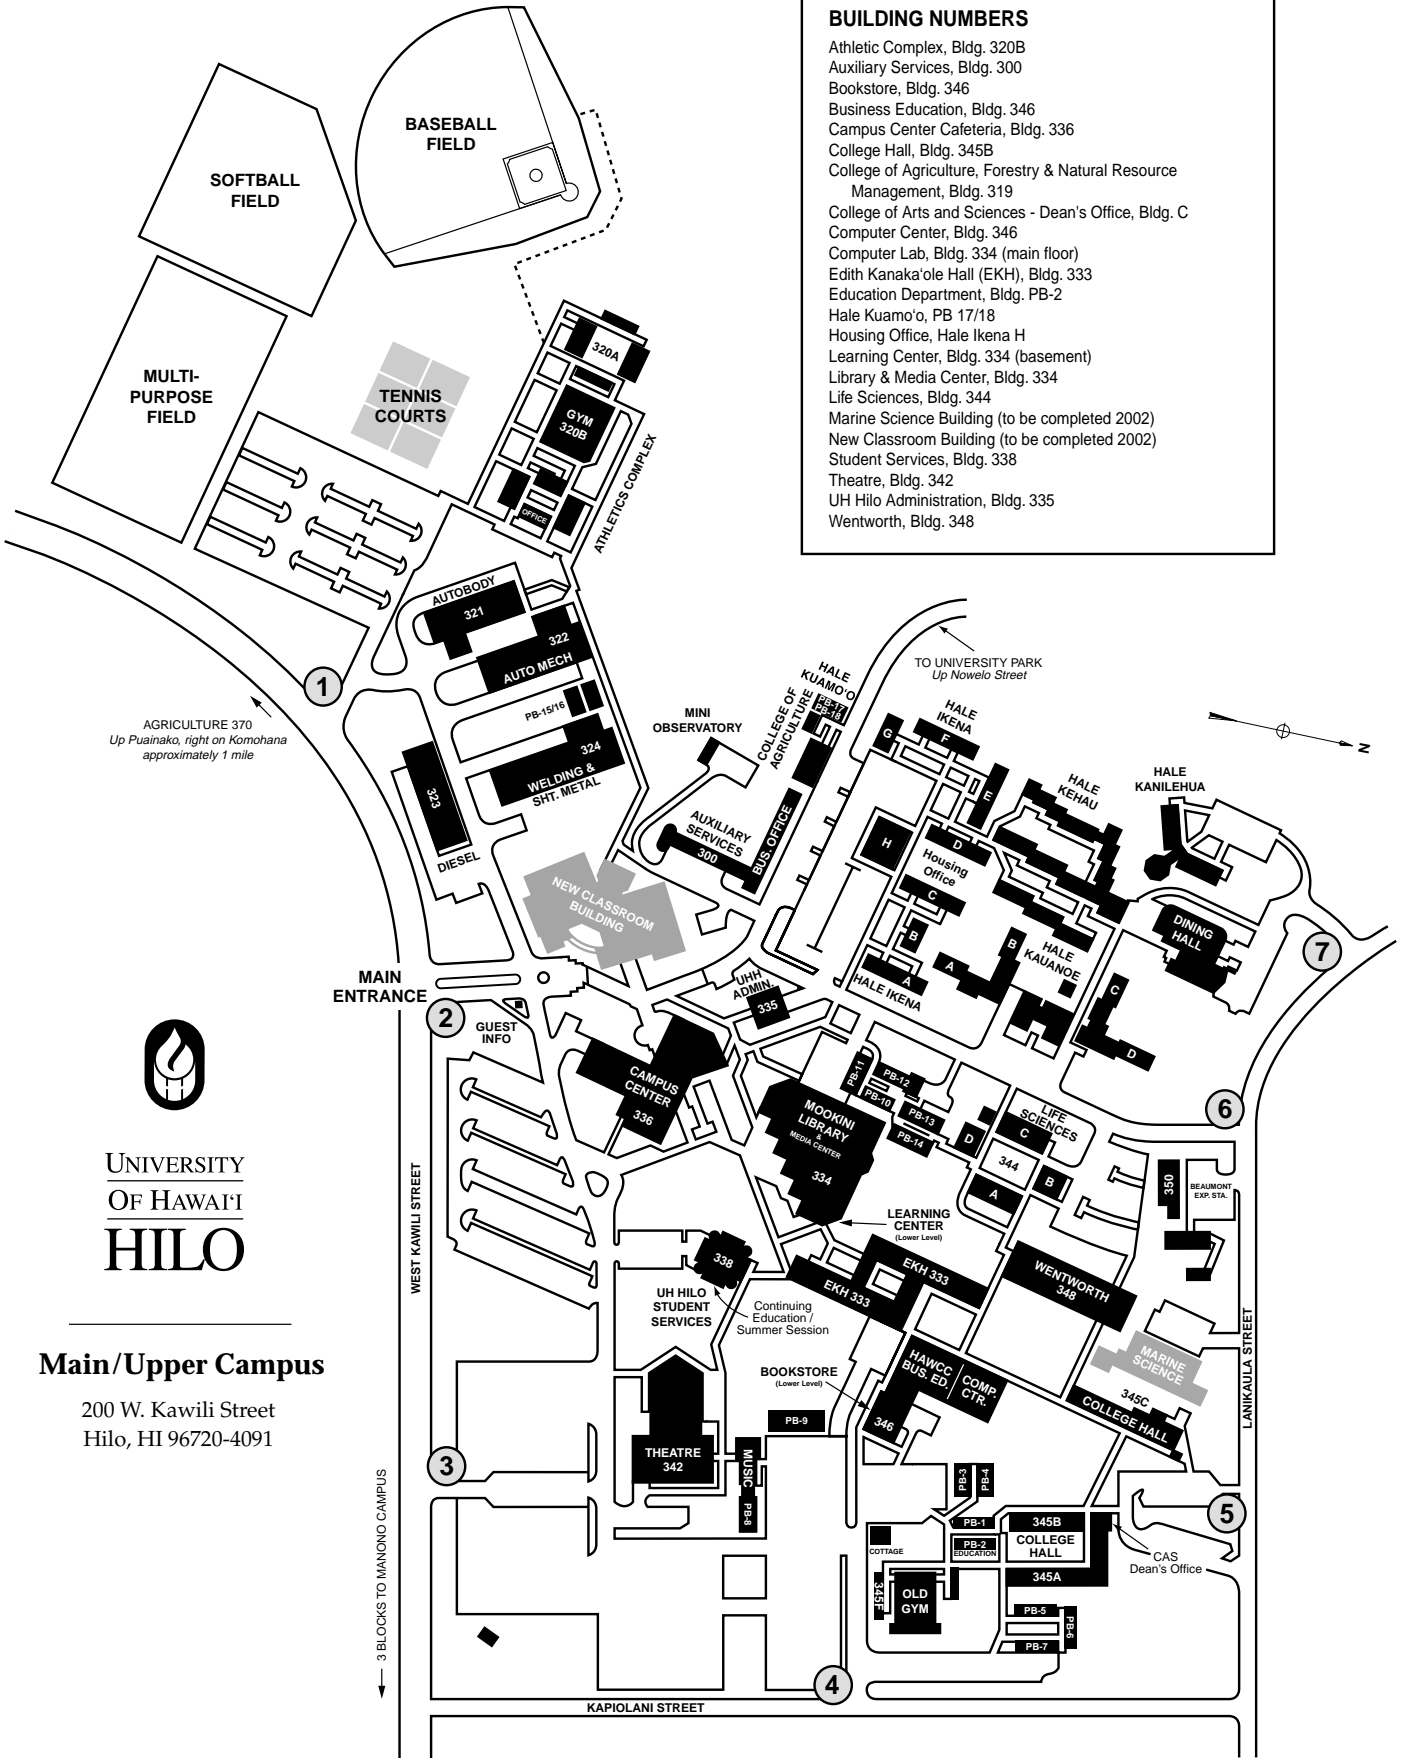 BUILDING NUMBERS
Athletic Complex, Bldg. 320B
Auxiliary Services, Bldg. 300
Bookstore, Bldg. 346
Business Education, Bldg. 346
Campus Center Cafeteria, Bldg. 336
College Hall, Bldg. 345B
College of Agriculture, Forestry & Natural Resource
Management, Bldg. 319
College of Arts and Sciences - Dean's Office, Bldg. C
Computer Center, Bldg. 346
Computer Lab, Bldg. 334 (main floor)
Edith Kanaka‘ole Hall (EKH), Bldg. 333
Education Department, Bldg. PB-2
Hale Kuamo‘o, PB 17/18
Housing Office, Hale Ikena H
Learning Center, Bldg. 334 (basement)
Library & Media Center, Bldg. 334
Life Sciences, Bldg. 344
Marine Science Building (to be completed 2002)
New Classroom Building (to be completed 2002)
Student Services, Bldg. 338
Theatre, Bldg. 342
UH Hilo Administration, Bldg. 335
Wentworth, Bldg. 348
BASEBALL
FIELD
SOFTBALL
FIELD
MULTI-
PURPOSE
FIELD
TENNIS
COURTS
320A
GYM
320B
OFFICE
ATHLETICS COMPLEX
AUTOBODY
321
322
AUTO MECH
PB-15/16
324
WELDING &
SHT. METAL
323
DIESEL
1
AGRICULTURE 370
Up Puainako, right on Komohana
approximately 1 mile
MINI
OBSERVATORY
COLLEGE OF
AGRICULTURE
HALE
KUAMO‘O
PB-17
PB-18
TO UNIVERSITY PARK
Up Nowelo Street
AUXILIARY
SERVICES
300
BUS. OFFICE
NEW CLASSROOM
BUILDING
HALE
IKENA
G
F
E
H
D
Housing
Office
C
B
A
HALE IKENA
HALE
KEHAU
HALE
KANILEHUA
N
DINING
HALL
7
HALE
KAUANOE
A
B
C
D
6
MAIN
ENTRANCE
2
GUEST
INFO
UHH
ADMIN.
335
CAMPUS
CENTER
336
MOOKINI
LIBRARY
&
MEDIA CENTER
334
PB-11
PB-12
PB-10
PB-13
PB-14
LIFE
SCIENCES
D
C
344
B
A
350
BEAUMONT
EXP. STA.
LEARNING
CENTER
(Lower Level)
UNIVERSITY
OF HAWAI‘I
HILO
Main/Upper Campus
200 W. Kawili Street
Hilo, HI 96720-4091
WEST KAWILI STREET
338
UH HILO
STUDENT
SERVICES
Continuing
Education /
Summer Session
EKH 333
EKH 333
WENTWORTH
348
MARINE
SCIENCE
LANIKAULA STREET
BOOKSTORE
(Lower Level)
HAWCC
BUS. ED.
COMP.
CTR.
346
345C
COLLEGE HALL
PB-9
THEATRE
342
MUSIC
PB-8
3
3 BLOCKS TO MANONO CAMPUS
PB-3
PB-4
PB-1
PB-2
EDUCATION
345B
COLLEGE
HALL
345A
5
CAS
Dean's Office
COTTAGE
345F
OLD
GYM
PB-5
PB-6
PB-7
4
KAPIOLANI STREET